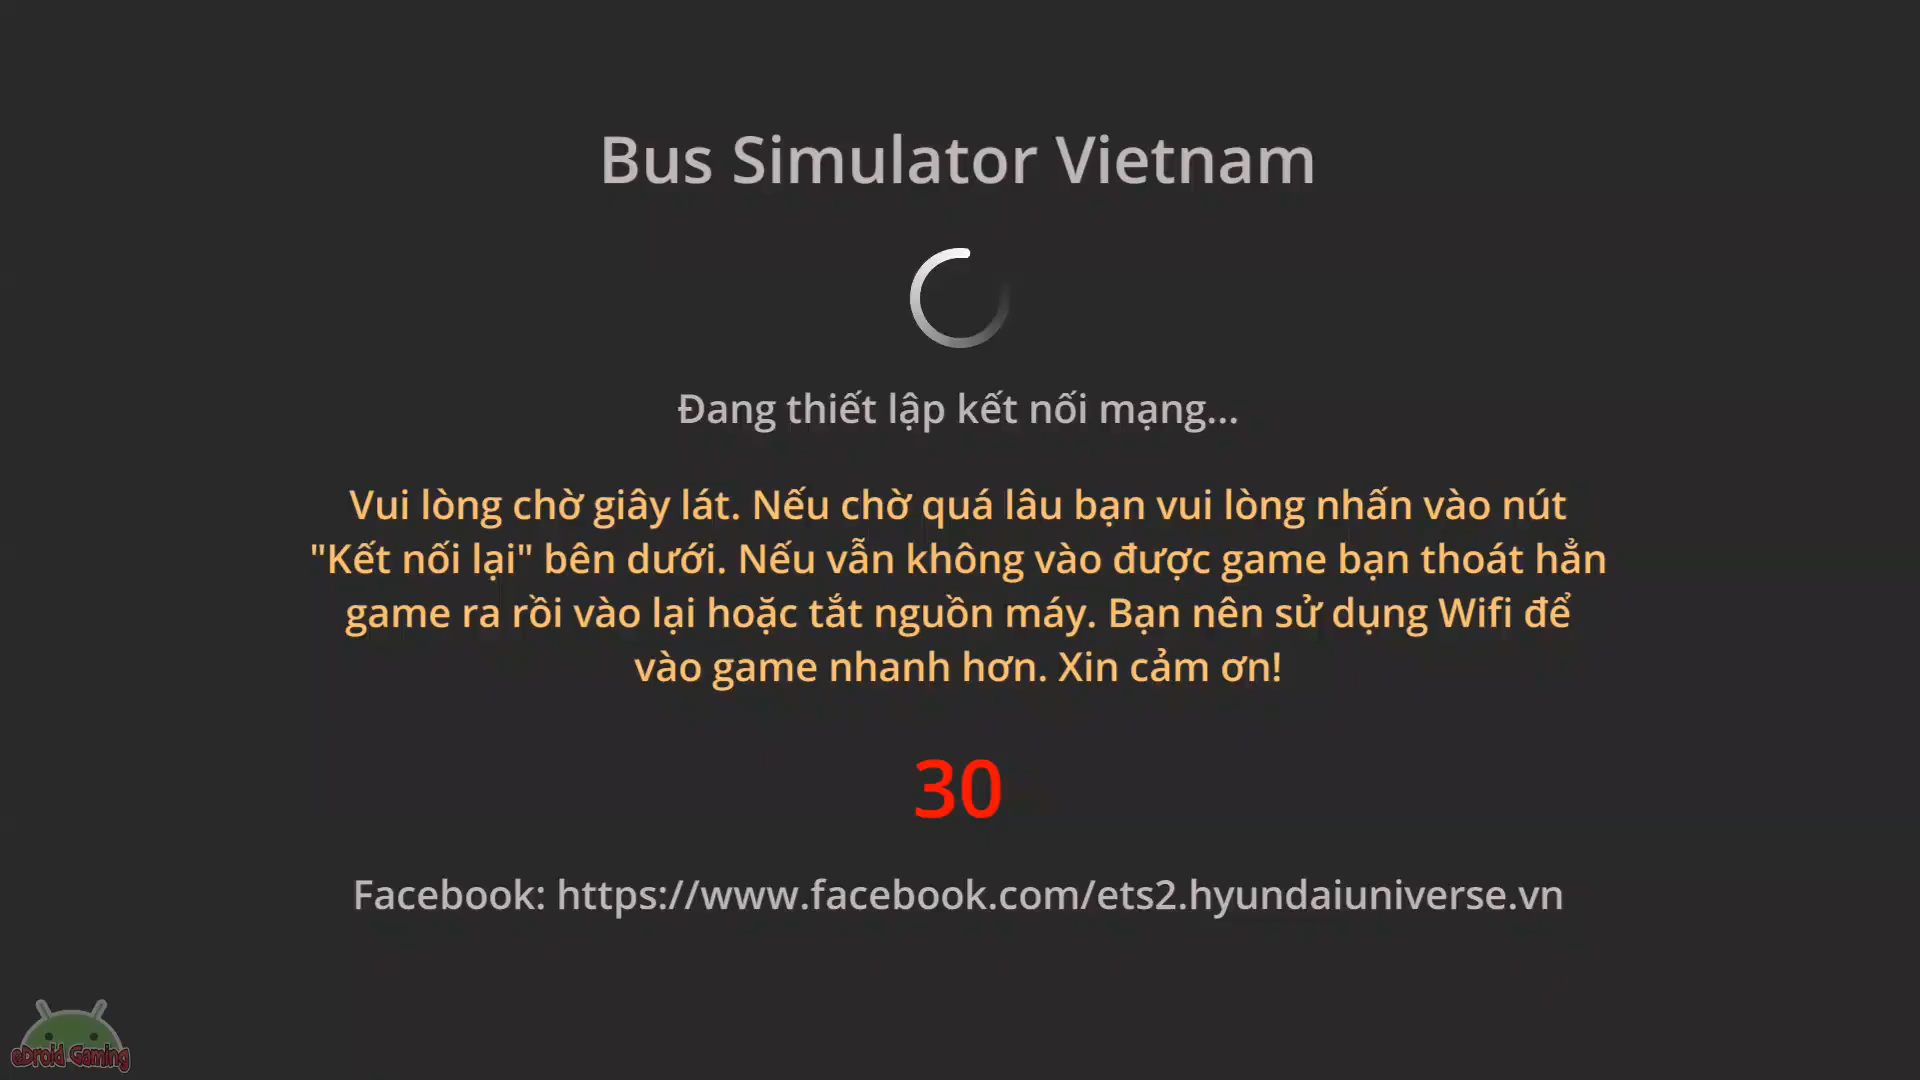 Bus Simulator Vietnam
Đang thiết lập kết nối mạng...
Vui lòng chờ giây lát. Nếu chờ quá lâu bạn vui lòng nhấn vào nút
"Kết nối lại" bên dưới. Nếu vẫn không vào được game bạn thoát hẳn
game ra rồi vào lại hoặc tắt nguồn máy. Bạn nên sử dụng Wifi để
vào game nhanh hơn. Xin cảm ơn!
30
Facebook: https://www.facebook.com/ets2.hyundaiuniverse.vn
eDroid Gaming